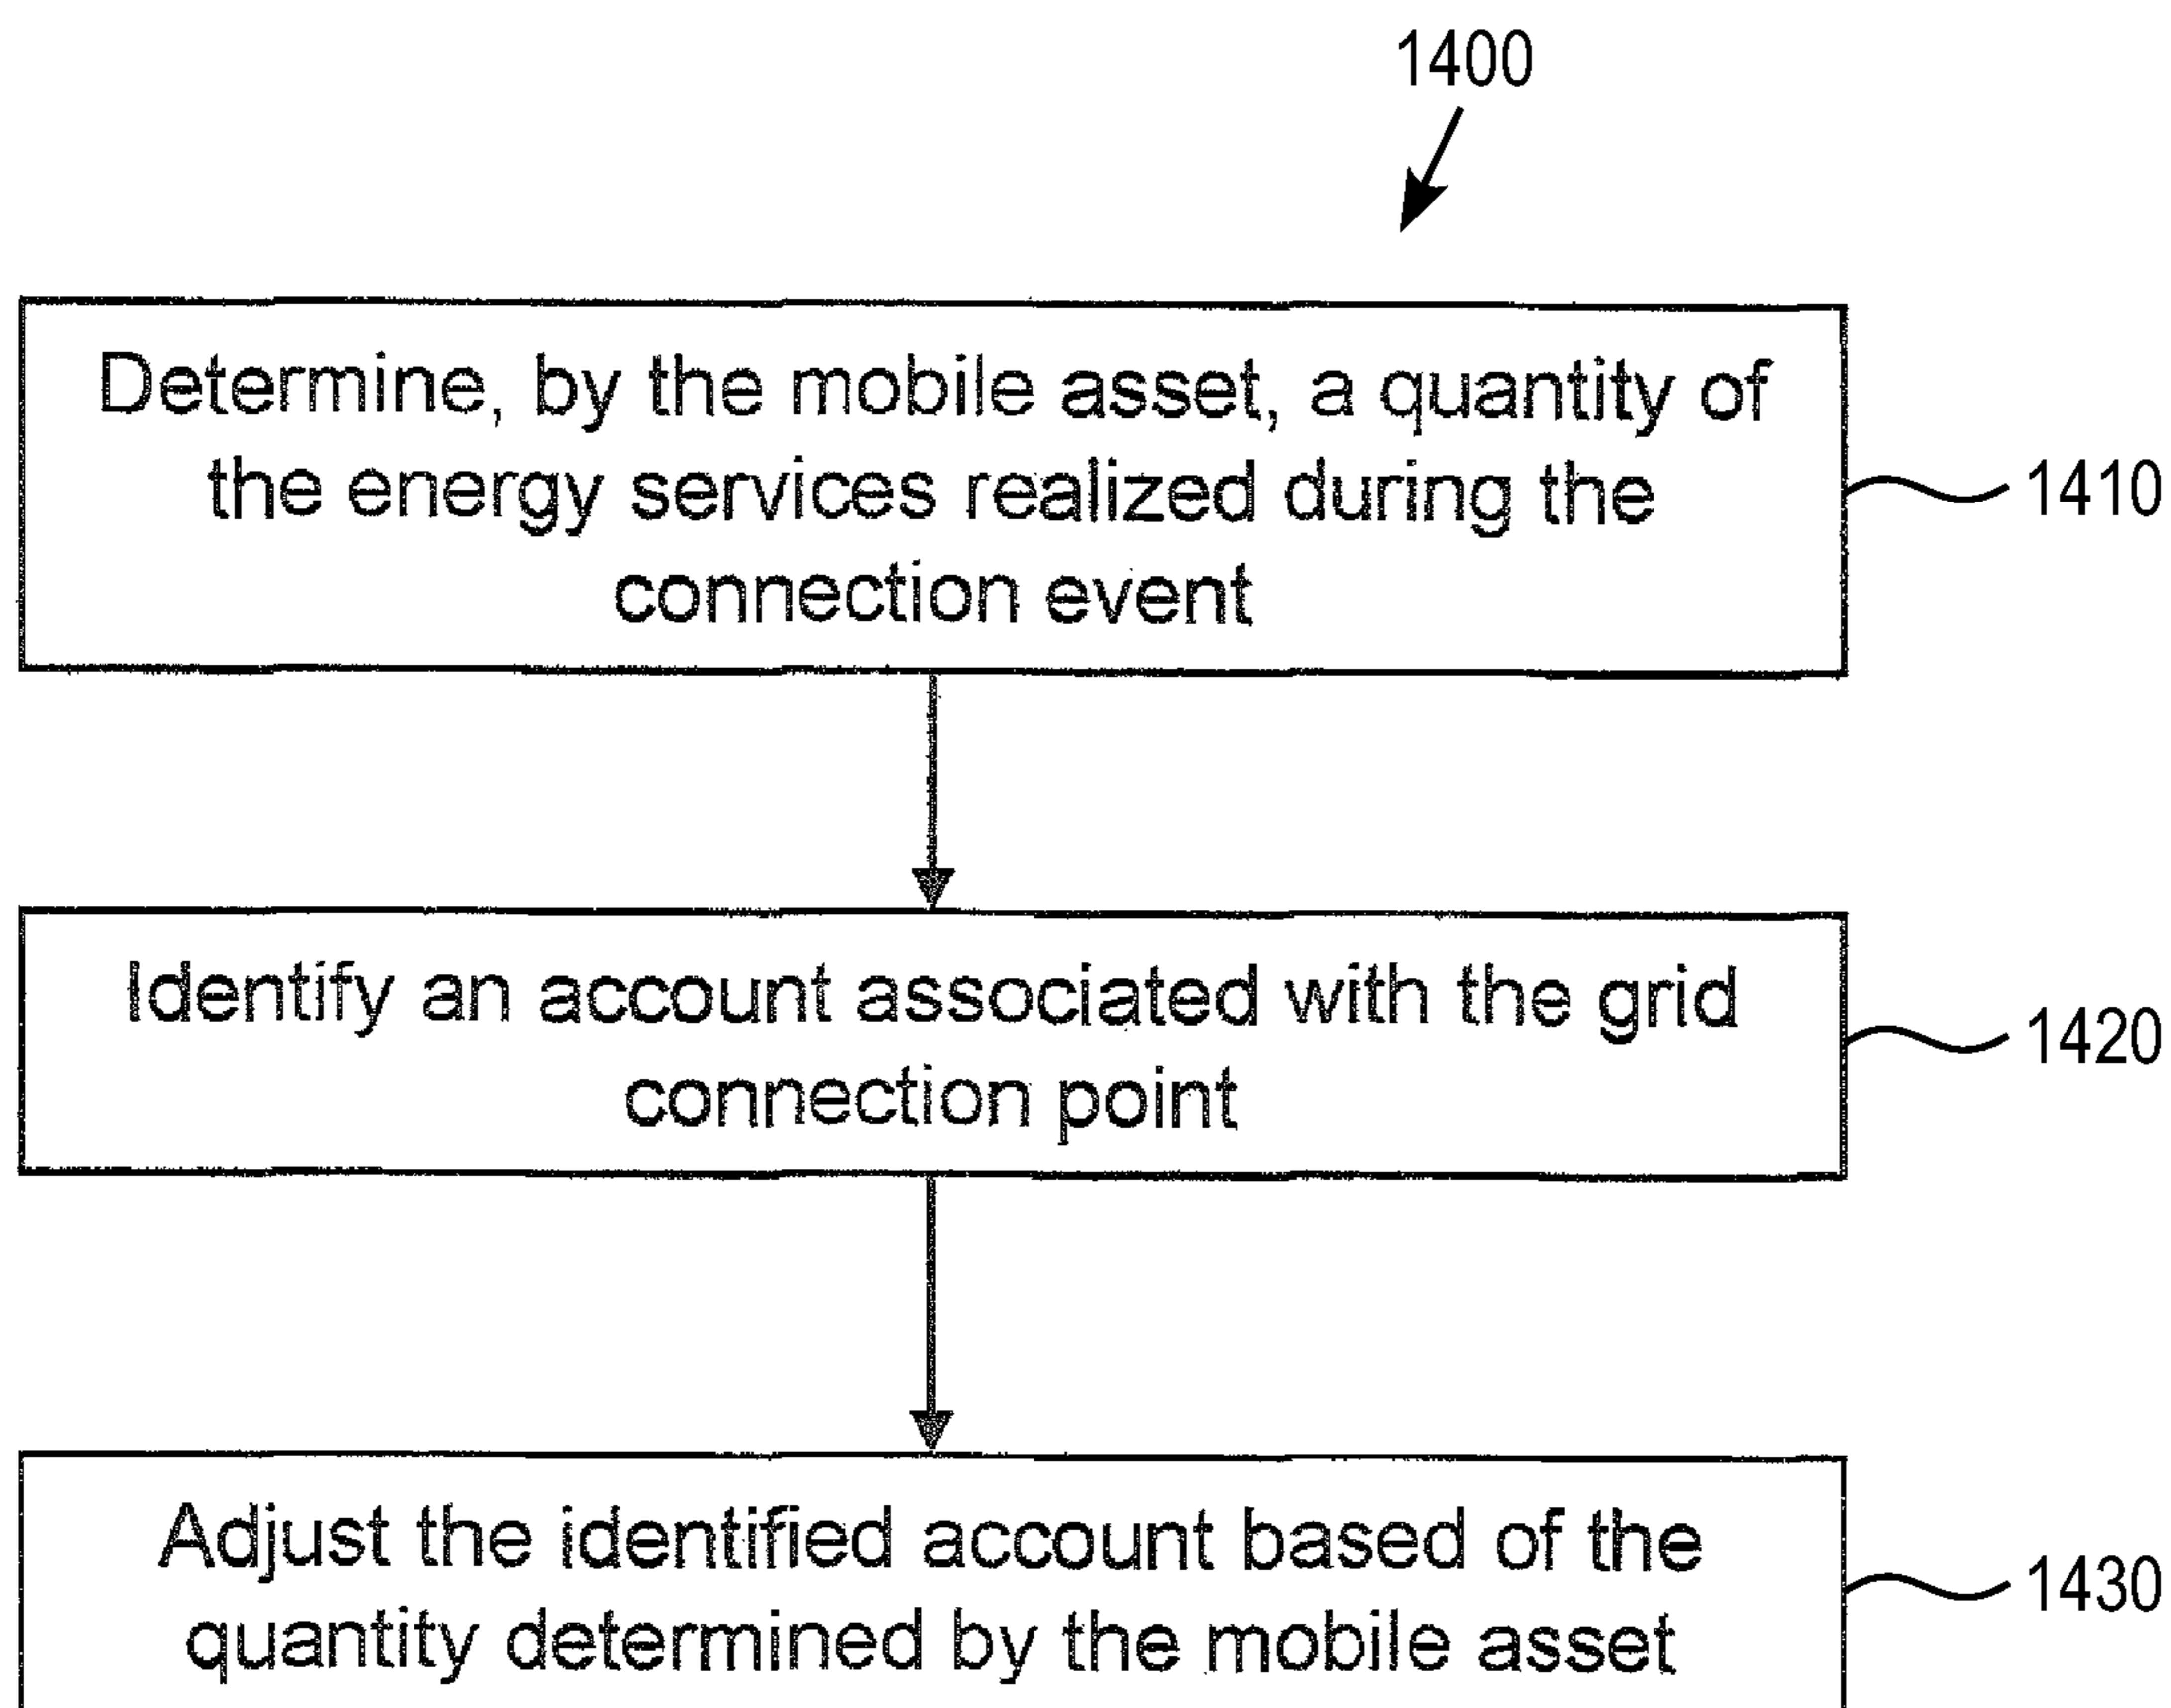 1400
Determine, by the mobile asset, a quantity of
the energy services realized during the
connection event
1410
Identify an account associated with the grid
connection point
1420
Adjust the identified account based of the
quantity determined by the mobile asset
1430